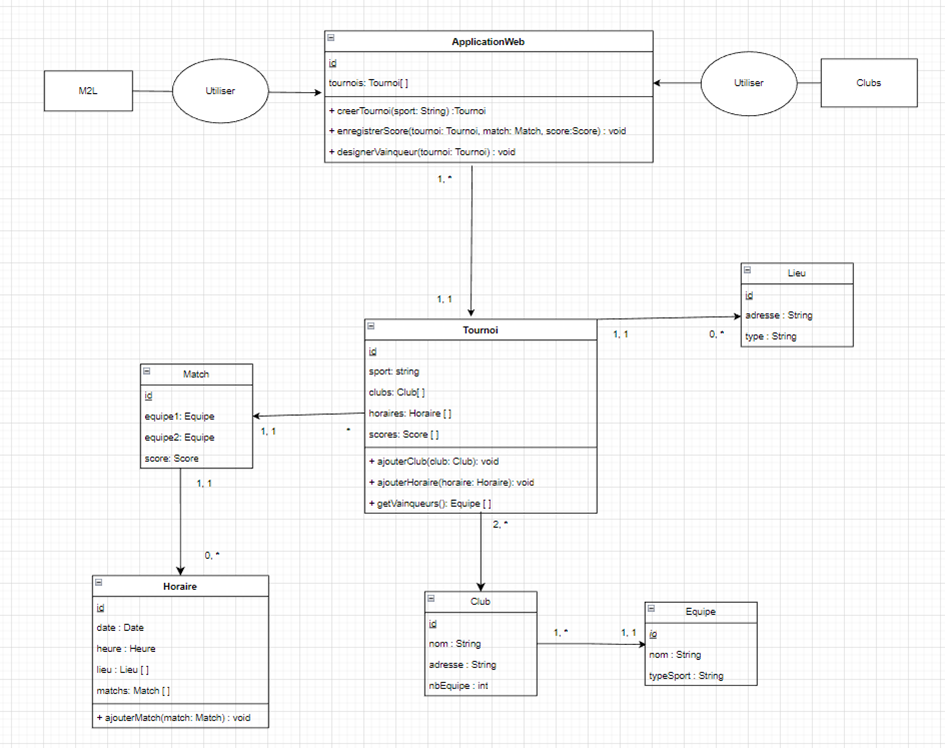 ApplicationWeb
id
tournois: Tournoi[ ]
+ creerTournoi(sport: String) :Tournoi
+ enregistrerScore(tournoi: Tournoi, match: Match, score:Score) : void
+ designerVainqueur(tournoi: Tournoi) : void
M2L
Utiliser
Utiliser
Clubs
1, *
1, 1
Lieu
id
adresse : String
type : String
1, 1
0, *
Tournoi
id
sport: string
clubs: Club[ ]
horaires: Horaire [ ]
scores: Score [ ]
+ ajouterClub(club: Club): void
+ ajouterHoraire(horaire: Horaire): void
+ getVainqueurs(): Equipe [ ]
Match
id
equipe1: Equipe
equipe2: Equipe
score: Score
1, 1
*
1, 1
0, *
2, *
Horaire
id
date : Date
heure : Heure
lieu : Lieu [ ]
matchs: Match [ ]
+ ajouterMatch(match: Match) : void
Club
id
nom : String
adresse : String
nbEquipe : int
1, *
1, 1
Equipe
id
nom : String
typeSport : String